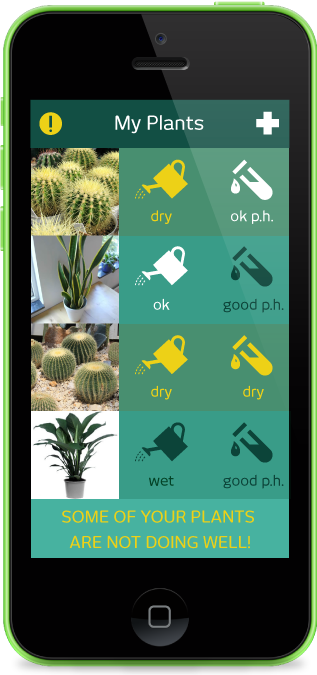 My Plants
dry
ok p.h.
ok
good p.h.
dry
dry
wet
good p.h.
SOME OF YOUR PLANTS
ARE NOT DOING WELL!